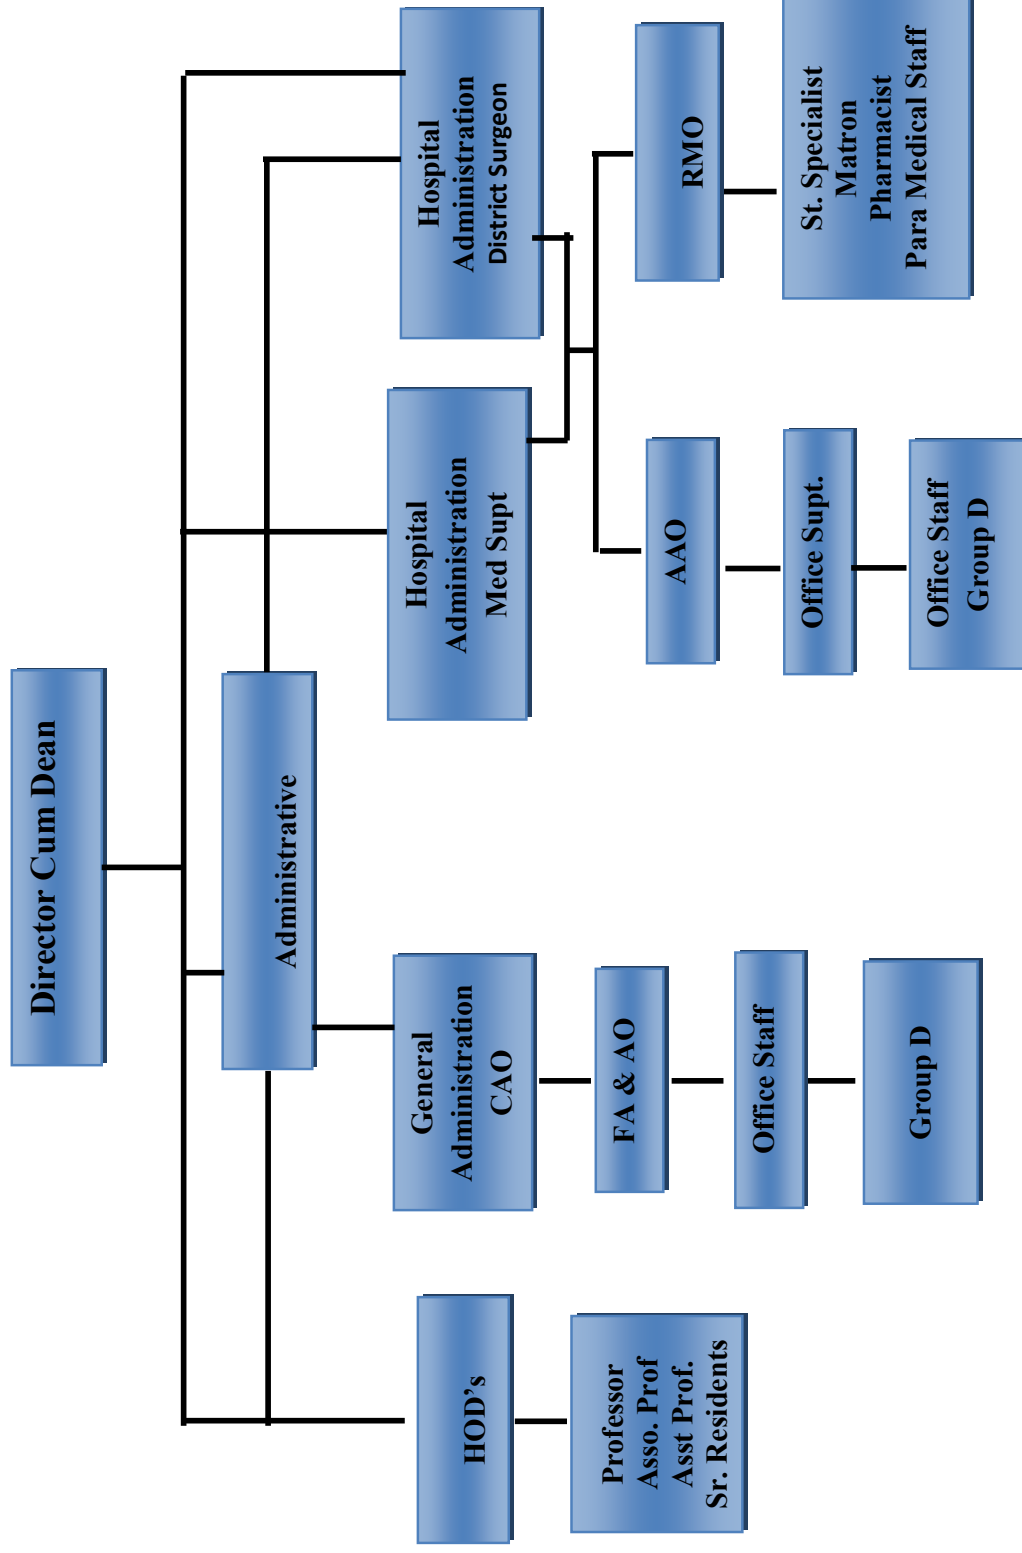 Director Cum Dean
Administrative
HOD’s
Professor
Asso. Prof
Asst Prof.
Sr. Residents
General
Administration
CAO
FA & AO
Office Staff
Group D
Hospital
Administration
Med Supt
Hospital
Administration
District Surgeon
AAO
Office Supt.
Office Staff
Group D
RMO
St. Specialist
Matron
Pharmacist
Para Medical Staff